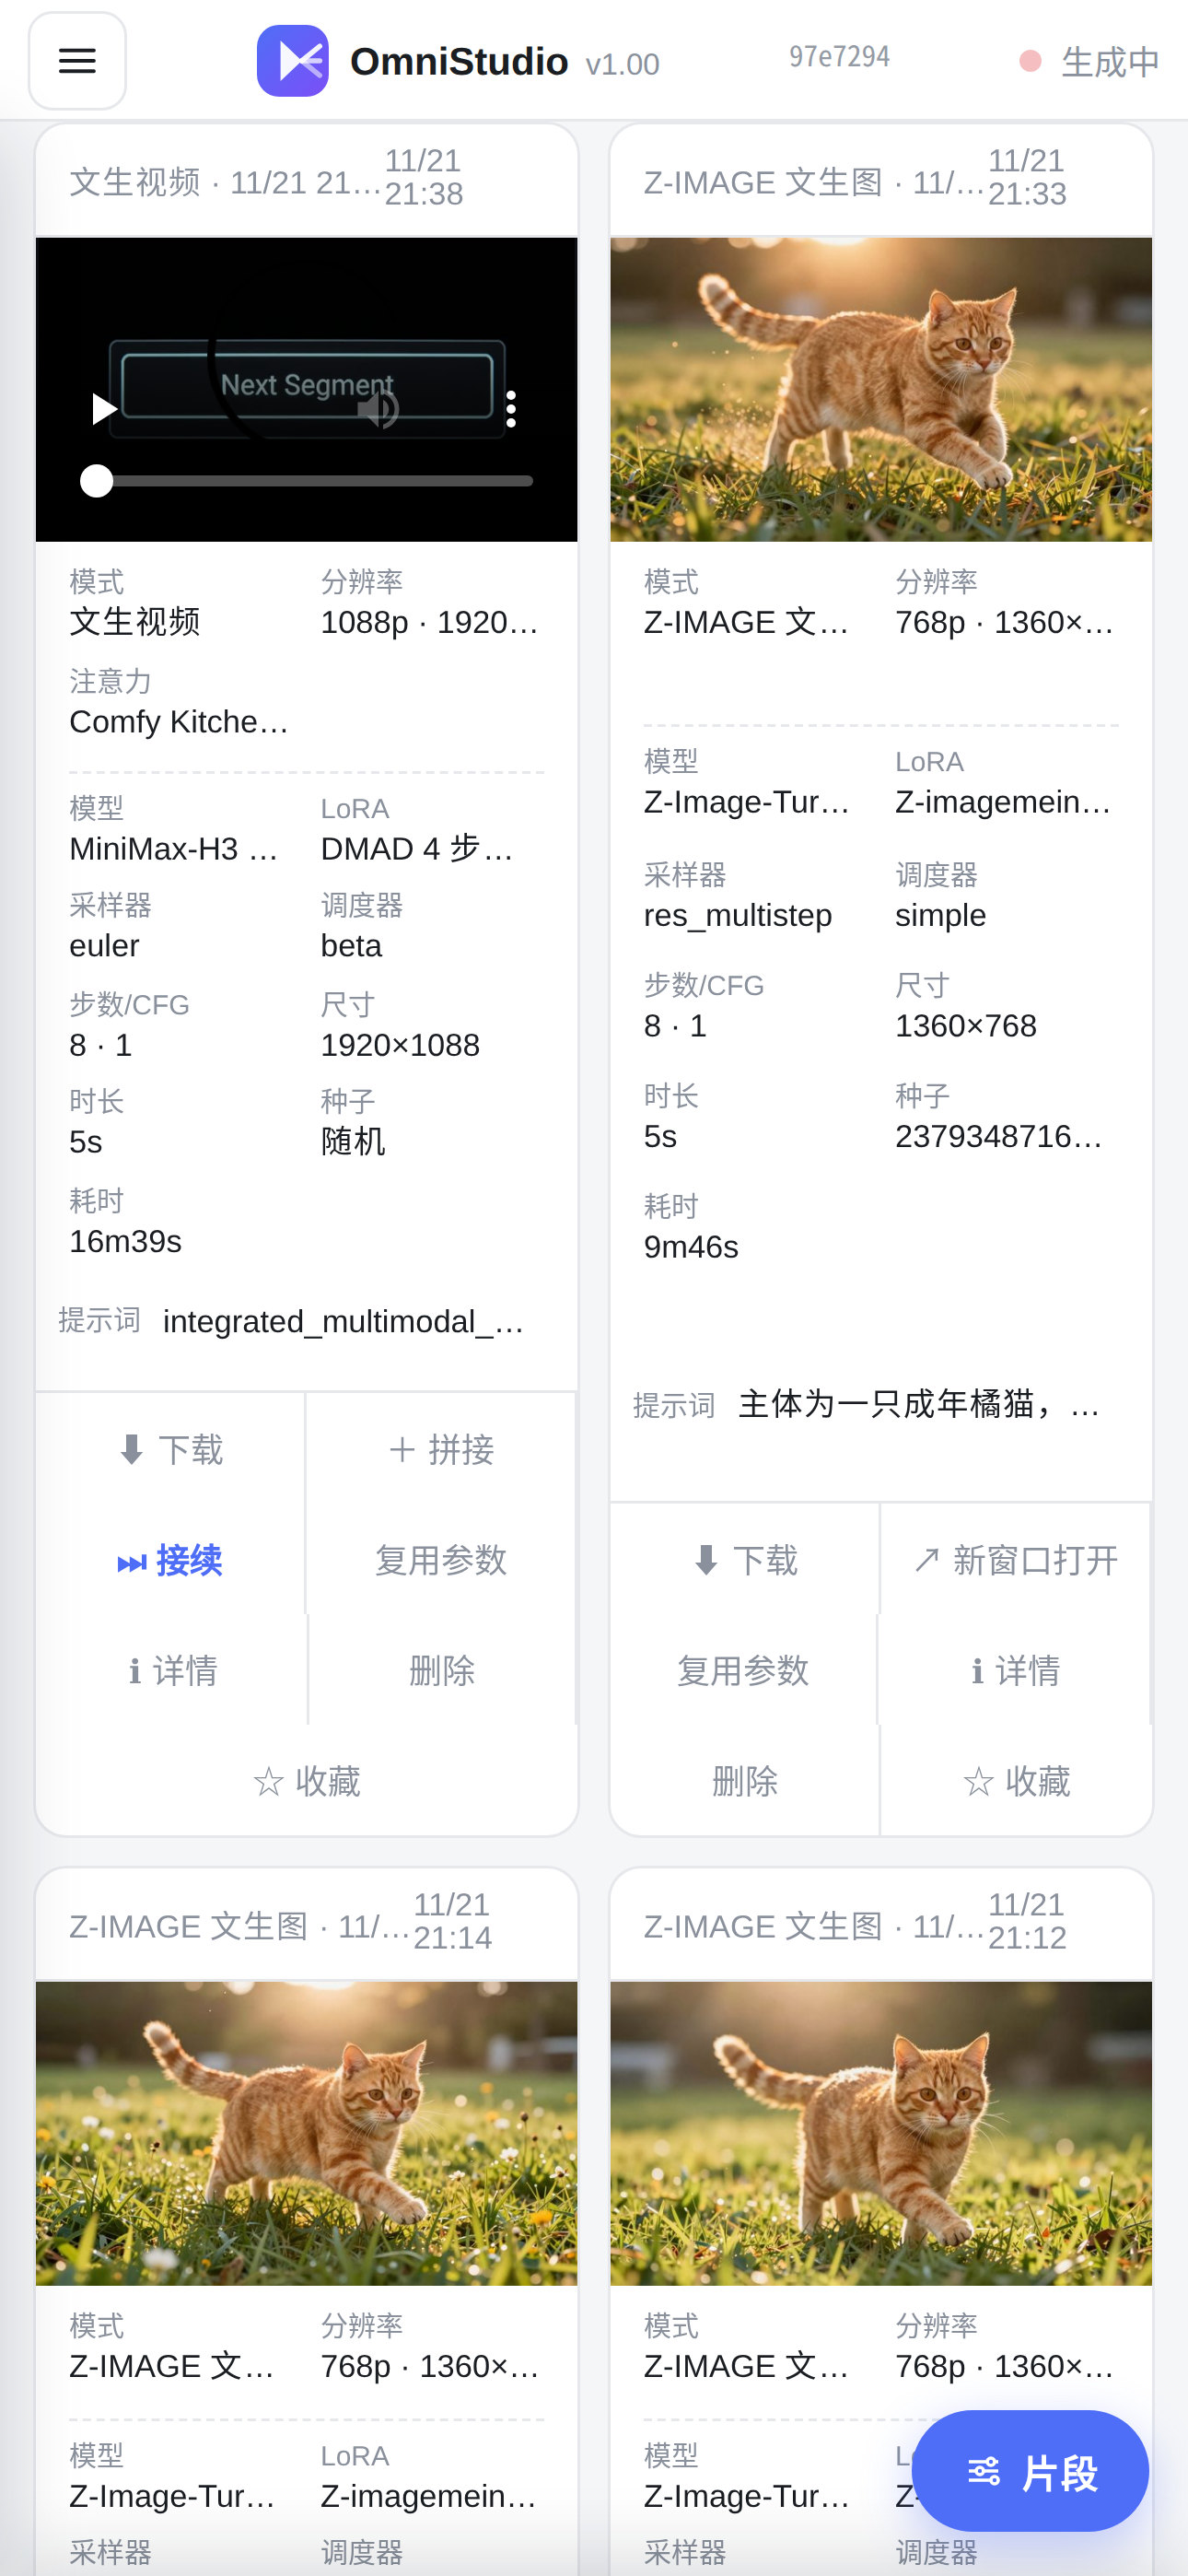 OmniStudio v1.00 97e7294 生成中
文生视频 · 11/21 21… 11/21 21:38
Next Segment
模式 分辨率
文生视频 1088p · 1920…
注意力
Comfy Kitche…
模型 LoRA
MiniMax-H3 … DMAD 4 步…
采样器 调度器
euler beta
步数/CFG 尺寸
8 · 1 1920×1088
时长 种子
5s 随机
耗时
16m39s
提示词 integrated_multimodal_…
⬇ 下载 ＋ 拼接
⏭ 接续 复用参数
ℹ 详情 删除
☆ 收藏
Z-IMAGE 文生图 · 11/… 11/21 21:33
模式 分辨率
Z-IMAGE 文… 768p · 1360×…
模型 LoRA
Z-Image-Tur… Z-imagemein…
采样器 调度器
res_multistep simple
步数/CFG 尺寸
8 · 1 1360×768
时长 种子
5s 2379348716…
耗时
9m46s
提示词 主体为一只成年橘猫，…
⬇ 下载 ↗ 新窗口打开
复用参数 ℹ 详情
删除 ☆ 收藏
Z-IMAGE 文生图 · 11/… 11/21 21:14
模式 分辨率
Z-IMAGE 文… 768p · 1360×…
模型 LoRA
Z-Image-Tur… Z-imagemein…
采样器 调度器
Z-IMAGE 文生图 · 11/… 11/21 21:12
模式 分辨率
Z-IMAGE 文… 768p · 1360×…
模型
Z-Image-Tur…
采样器 调度器
片段